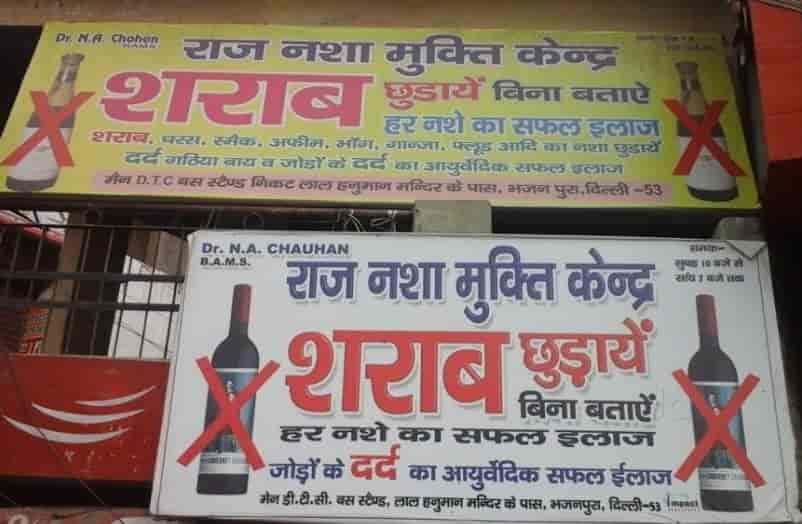 Dr. N.A. Chohen
B.A.M.S.
राज नशा मुक्ति केन्द्र
शराब छुडायें बिना बताऐ
हर नशे का सफल इलाज
शराब, चरस, स्मैक, अफीम, भाँग, गान्जा, फ्लूड आदि का नशा छुडायें
दर्द गठिया बाय व जोड़ों के दर्द का आयुर्वेदिक सफल इलाज
मैन D.T.C बस स्टैण्ड निकट लाल हनुमान मन्दिर के पास, भजन पुरा, दिल्ली -53
Dr. N.A. CHAUHAN
B.A.M.S.
समय-
सुबह 10 बजे से
सांय 7 बजे तक
राज नशा मुक्ति केन्द्र
शराब छुड़ायें
बिना बताऐं
हर नशे का सफल इलाज
जोड़ों के दर्द का आयुर्वेदिक सफल ईलाज
मेन डी.टी.सी. बस स्टैण्ड, लाल हनुमान मन्दिर के पास, भजनपुरा, दिल्ली-53
Impact